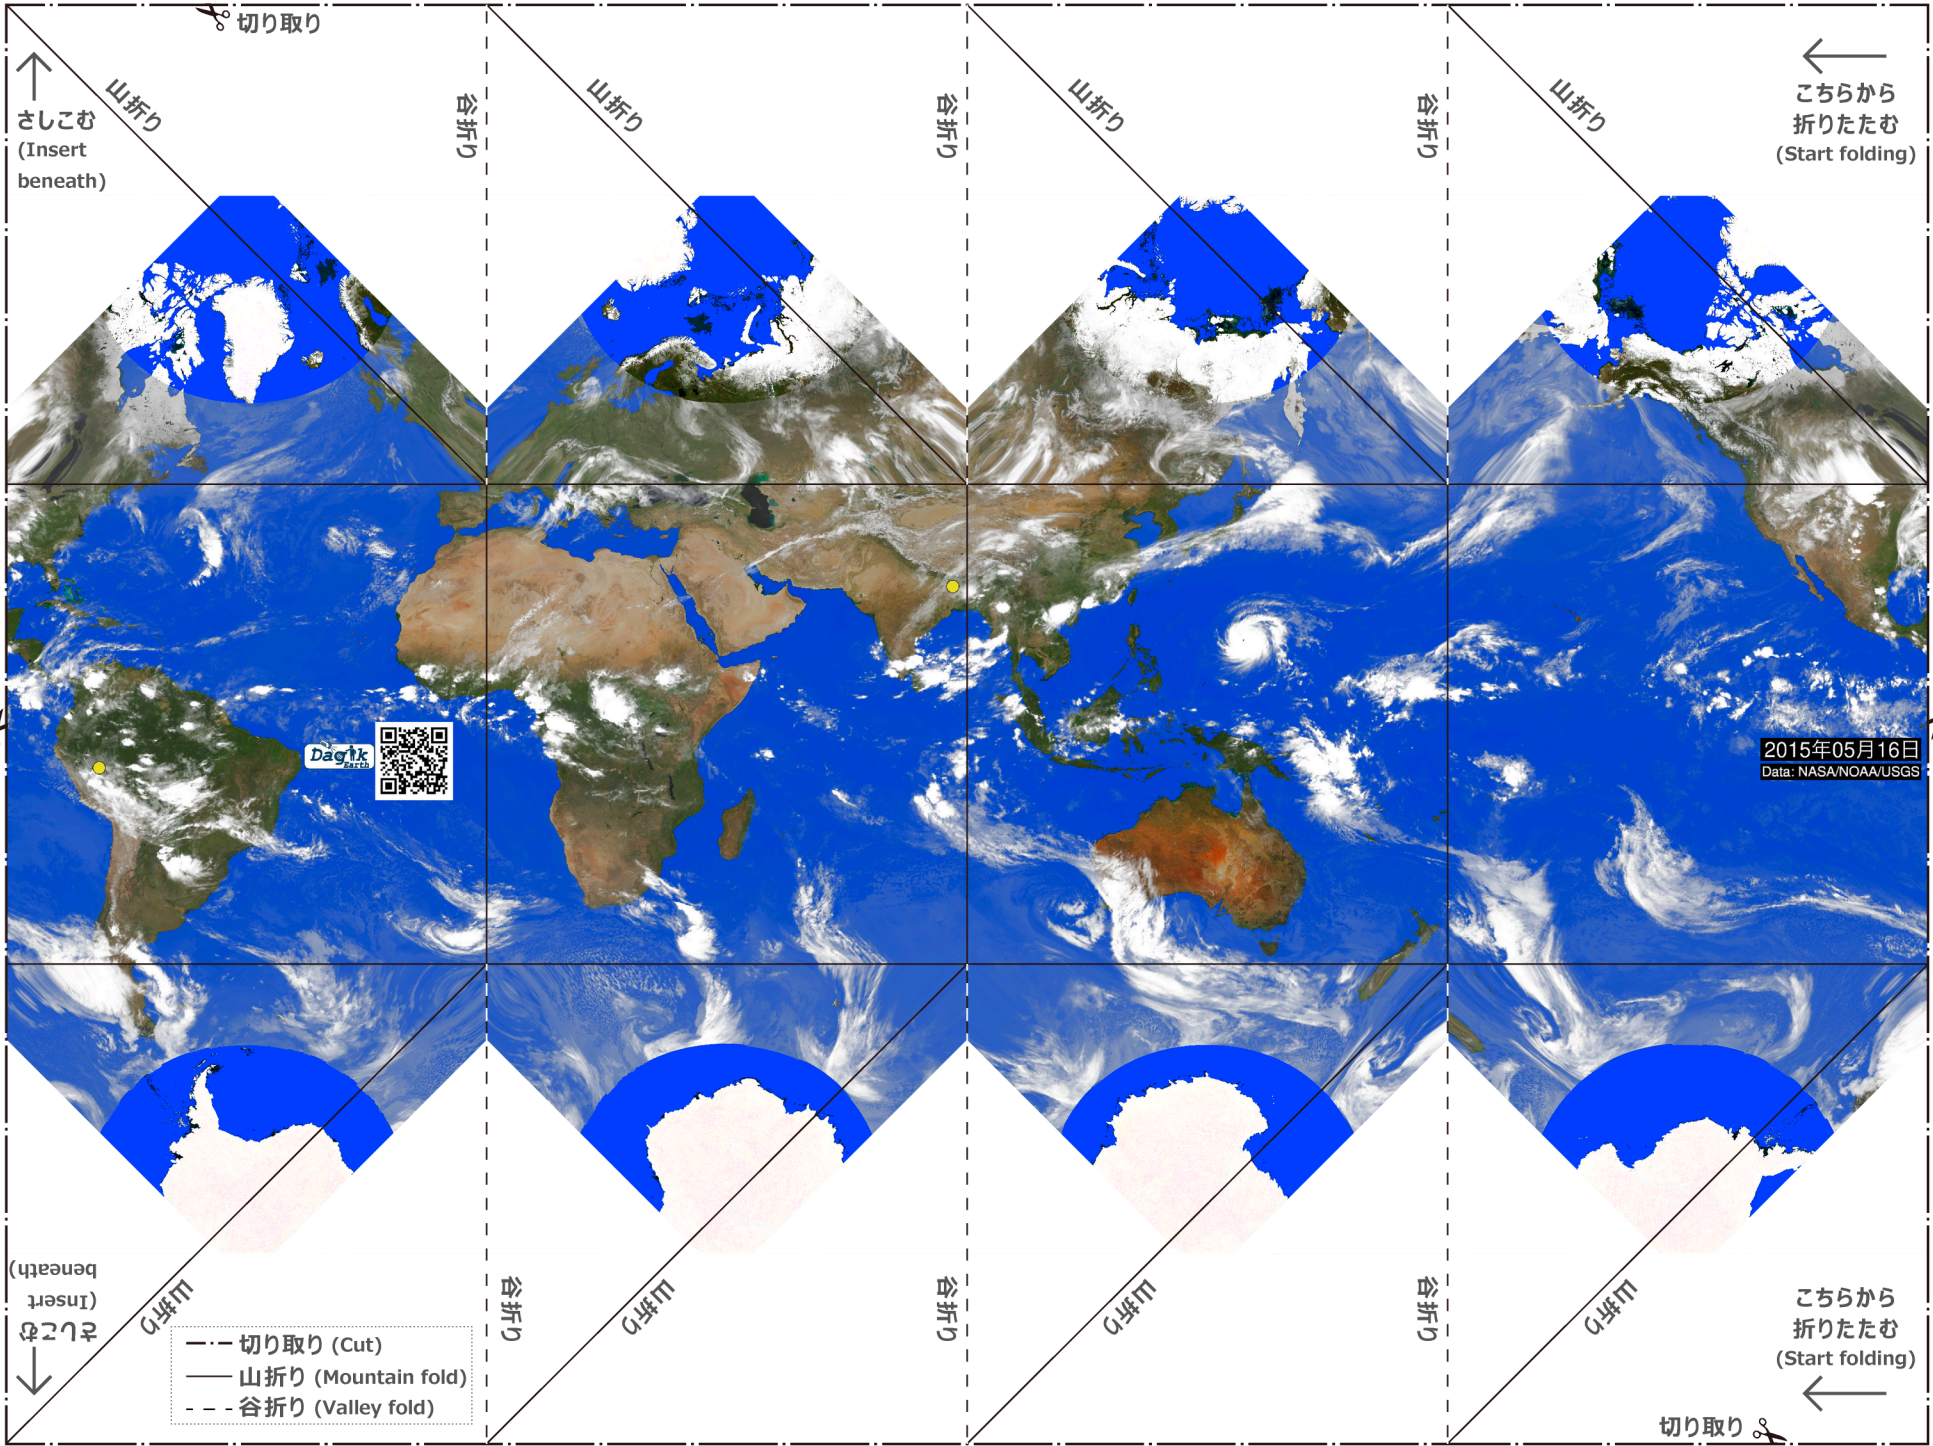 切り取り
さしこむ
(Insert
beneath)
山折り
谷折り
山折り
谷折り
山折り
谷折り
山折り
こちらから
折りたたむ
(Start folding)
Dagik
Earth
2015年05月16日
Data: NASA/NOAA/USGS
さしこむ
(Insert
beneath)
山折り
谷折り
山折り
谷折り
山折り
谷折り
山折り
こちらから
折りたたむ
(Start folding)
切り取り (Cut)
山折り (Mountain fold)
谷折り (Valley fold)
切り取り